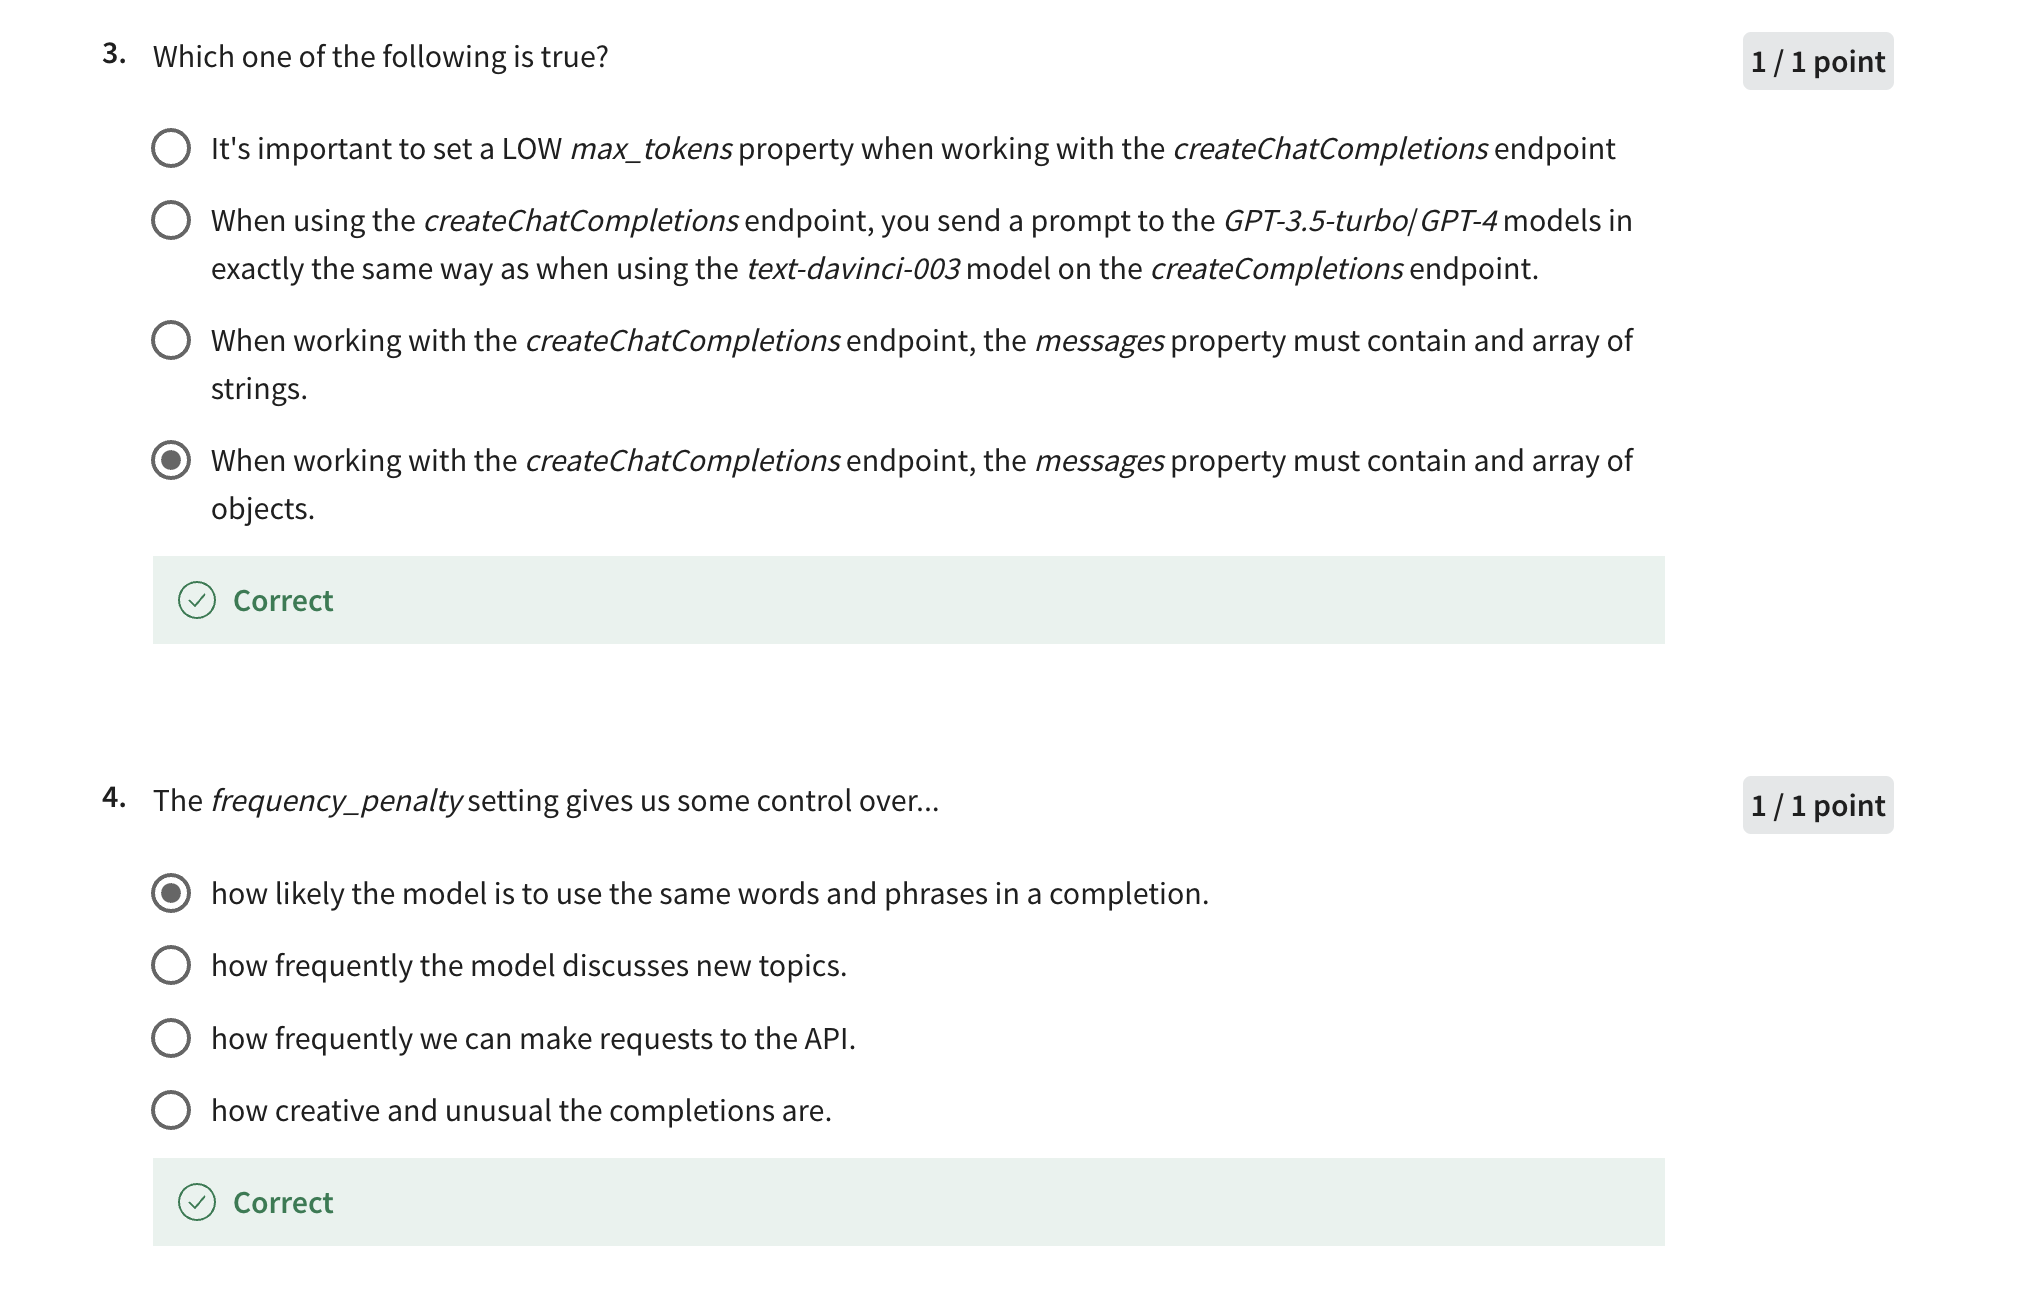 3. Which one of the following is true?
1 / 1 point
It's important to set a LOW max_tokens property when working with the createChatCompletions endpoint
When using the createChatCompletions endpoint, you send a prompt to the GPT-3.5-turbo/GPT-4 models in
exactly the same way as when using the text-davinci-003 model on the createCompletions endpoint.
When working with the createChatCompletions endpoint, the messages property must contain and array of
strings.
When working with the createChatCompletions endpoint, the messages property must contain and array of
objects.
Correct
4. The frequency_penalty setting gives us some control over...
1 / 1 point
how likely the model is to use the same words and phrases in a completion.
how frequently the model discusses new topics.
how frequently we can make requests to the API.
how creative and unusual the completions are.
Correct